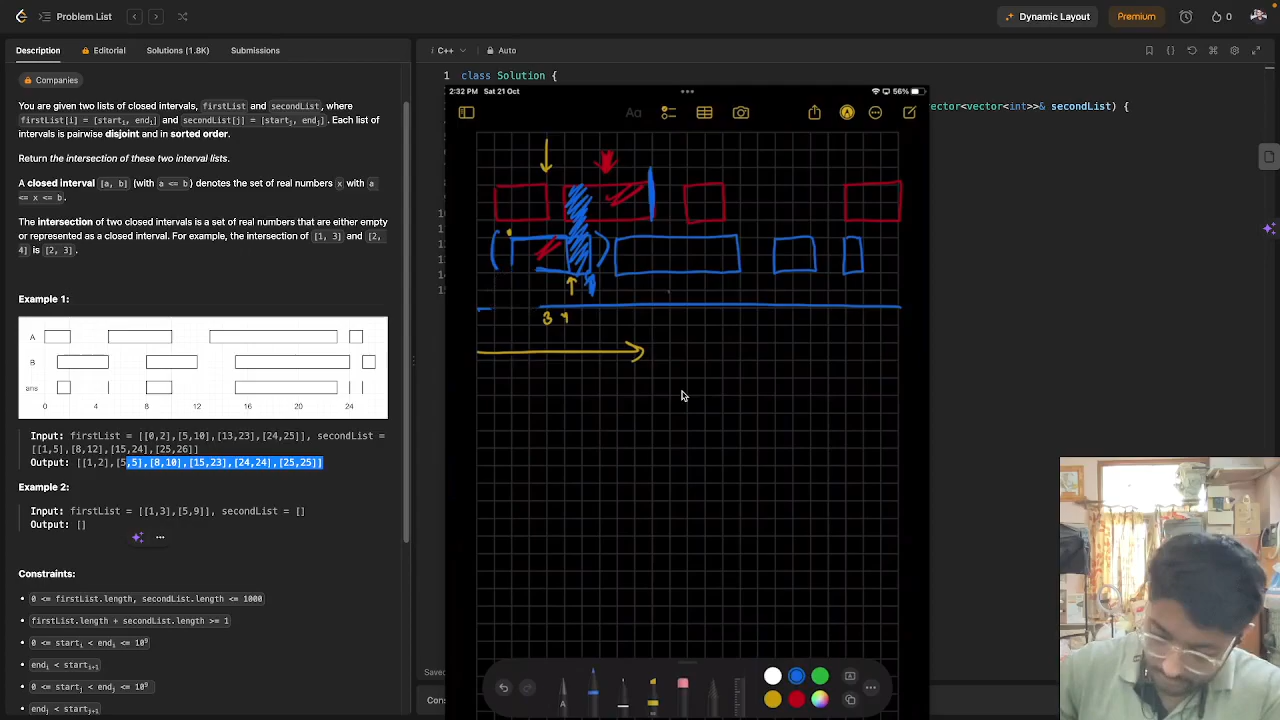 Problem List
Dynamic Layout
Premium
0
Description
Editorial
Solutions (1.8K)
Submissions
C++
Auto
Companies
You are given two lists of closed intervals, firstList and secondList, where
firstList[i] = [starti, endi] and secondList[j] = [startj, endj]. Each list of
intervals is pairwise disjoint and in sorted order.
Return the intersection of these two interval lists.
A closed interval [a, b] (with a <= b) denotes the set of real numbers x with a
<= x <= b.
The intersection of two closed intervals is a set of real numbers that are either empty
or represented as a closed interval. For example, the intersection of [1, 3] and [2,
4] is [2, 3].
Example 1:
A
B
ans
0 4 8 12 16 20 24
Input: firstList = [[0,2],[5,10],[13,23],[24,25]], secondList =
[[1,5],[8,12],[15,24],[25,26]]
Output: [[1,2],[5,5],[8,10],[15,23],[24,24],[25,25]]
Example 2:
Input: firstList = [[1,3],[5,9]], secondList = []
Output: []
Constraints:
0 <= firstList.length, secondList.length <= 1000
firstList.length + secondList.length >= 1
0 <= starti < endi <= 10^9
endi < starti+1
0 <= startj < endj <= 10^9
endj < startj+1
1 class Solution {
vector<vector<int>>& secondList) {
2:32 PM Sat 21 Oct
56%
Aa
3 4
A
Saved